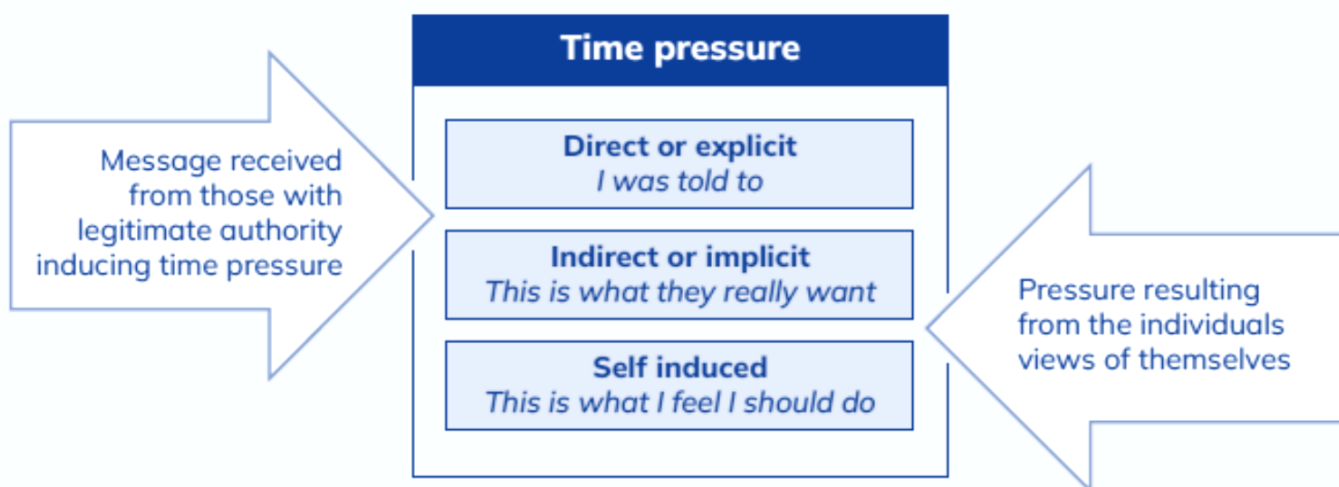 Time pressure
Message received
from those with
legitimate authority
inducing time pressure
Direct or explicit
I was told to
Indirect or implicit
This is what they really want
Self induced
This is what I feel I should do
Pressure resulting
from the individuals
views of themselves